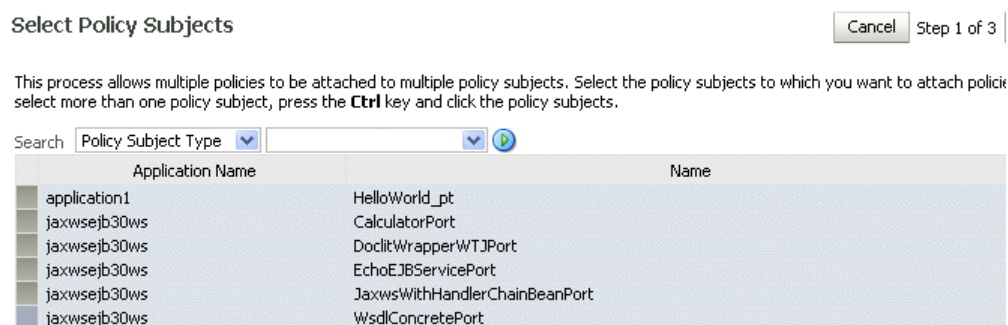 Select Policy Subjects
Cancel Step 1 of 3
This process allows multiple policies to be attached to multiple policy subjects. Select the policy subjects to which you want to attach
select more than one policy subject, press the Ctrl key and click the policy subjects.
Search Policy Subject Type
Application Name Name
application1 HelloWorld_pt
jaxwsejb30ws CalculatorPort
jaxwsejb30ws DoclitWrapperWTJPort
jaxwsejb30ws EchoEJBServicePort
jaxwsejb30ws JaxwsWithHandlerChainBeanPort
jaxwsejb30ws WsdlConcretePort